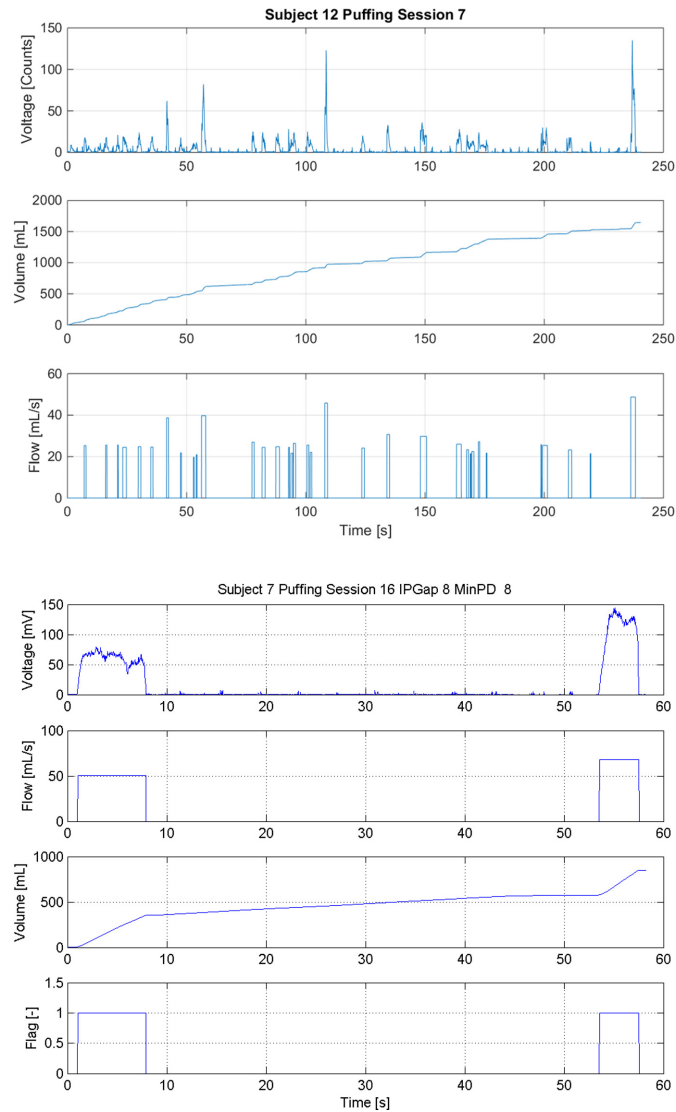 Subject 12 Puffing Session 7
150
100
50
0
Voltage [Counts]
0 50 100 150 200 250
2000
1500
1000
500
0
Volume [mL]
0 50 100 150 200 250
60
40
20
0
Flow [mL/s]
0 50 100 150 200 250
Time [s]
Subject 7 Puffing Session 16 IPGap 8 MinPD 8
150
100
50
0
Voltage [mV]
0 10 20 30 40 50 60
100
50
0
Flow [mL/s]
0 10 20 30 40 50 60
1000
500
0
Volume [mL]
0 10 20 30 40 50 60
1.5
1
0.5
0
Flag [-]
0 10 20 30 40 50 60
Time [s]